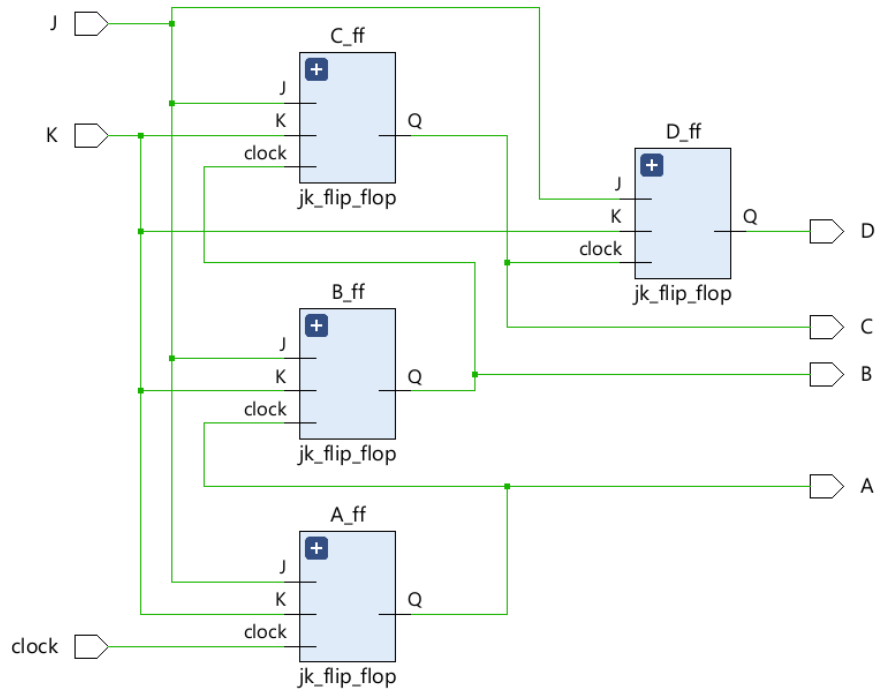 J
C_ff
J
K
clock
Q
jk_flip_flop
K
D_ff
J
K
clock
Q
jk_flip_flop
D
C
B_ff
J
K
clock
Q
jk_flip_flop
B
A
A_ff
J
K
clock
Q
jk_flip_flop
clock